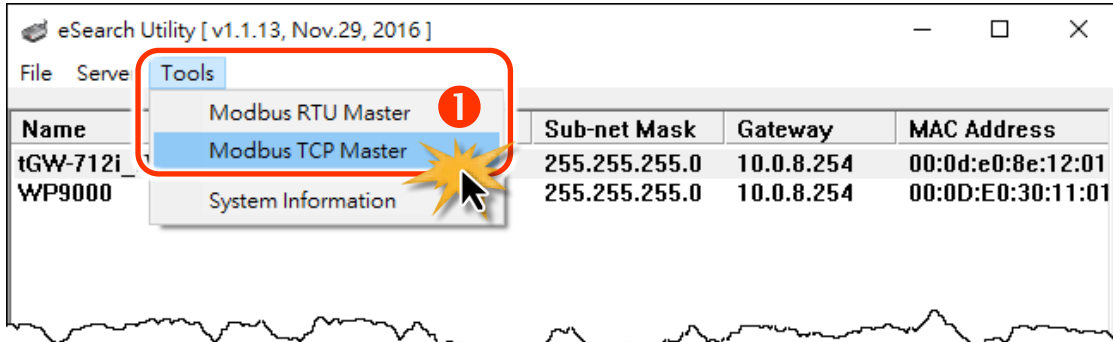 eSearch Utility [ v1.1.13, Nov.29, 2016 ]
File Server Tools
Modbus RTU Master
1
Modbus TCP Master
System Information
Name Sub-net Mask Gateway MAC Address
tGW-712i_ 255.255.255.0 10.0.8.254 00:0d:e0:8e:12:01
WP9000 255.255.255.0 10.0.8.254 00:0D:E0:30:11:01